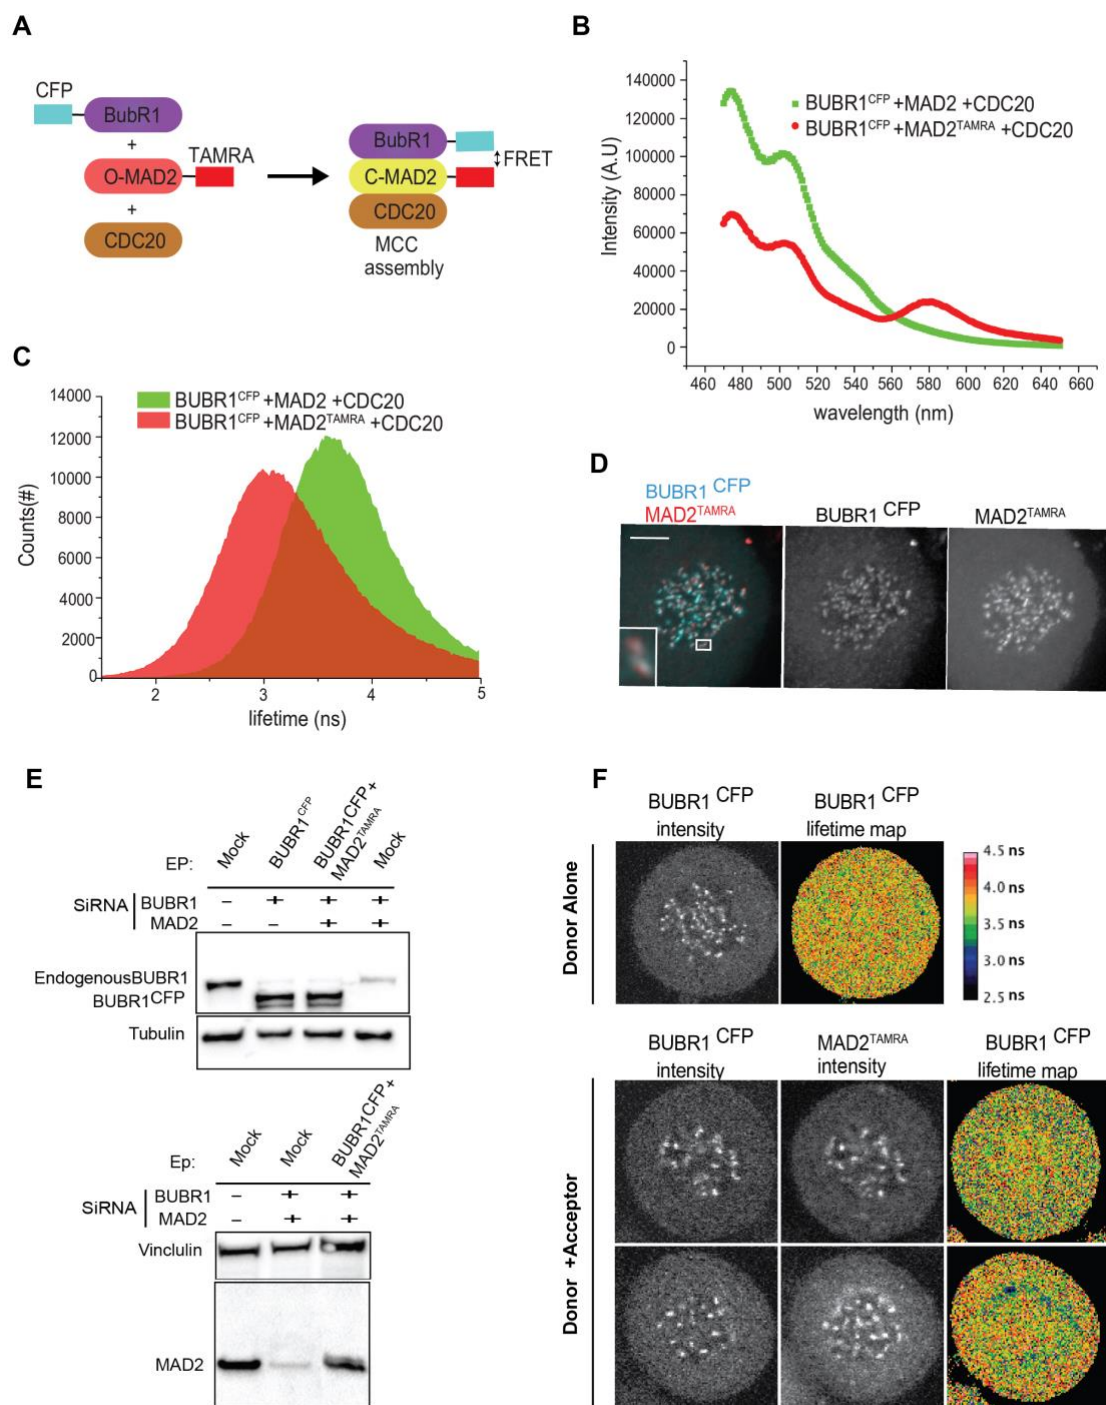 A
CFP
BubR1
+
TAMRA
O-MAD2
+
CDC20
BubR1
FRET
C-MAD2
CDC20
MCC
assembly
B
BUBR1CFP +MAD2 +CDC20
BUBR1CFP +MAD2TAMRA +CDC20
Intensity (A.U)
140000
120000
100000
80000
60000
40000
20000
0
460 480 500 520 540 560 580 600 620 640 660
wavelength (nm)
C
BUBR1CFP +MAD2 +CDC20
BUBR1CFP +MAD2TAMRA +CDC20
Counts(#)
14000
12000
10000
8000
6000
4000
2000
0
2 3 4 5
lifetime (ns)
D
BUBR1 CFP
MAD2TAMRA
BUBR1 CFP
MAD2TAMRA
E
EP: Mock BUBR1CFP BUBR1CFP+ MAD2TAMRA Mock
SiRNA
BUBR1 - + + +
MAD2 - - + +
EndogenousBUBR1
BUBR1CFP
Tubulin
Ep: Mock Mock BUBR1CFP+ MAD2TAMRA
SiRNA
BUBR1 - + +
MAD2 - + +
Vinclulin
MAD2
F
Donor Alone
BUBR1 CFP
intensity
BUBR1 CFP
lifetime map
4.5 ns
4.0 ns
3.5 ns
3.0 ns
2.5 ns
Donor +Acceptor
BUBR1 CFP
intensity
MAD2TAMRA
intensity
BUBR1 CFP
lifetime map